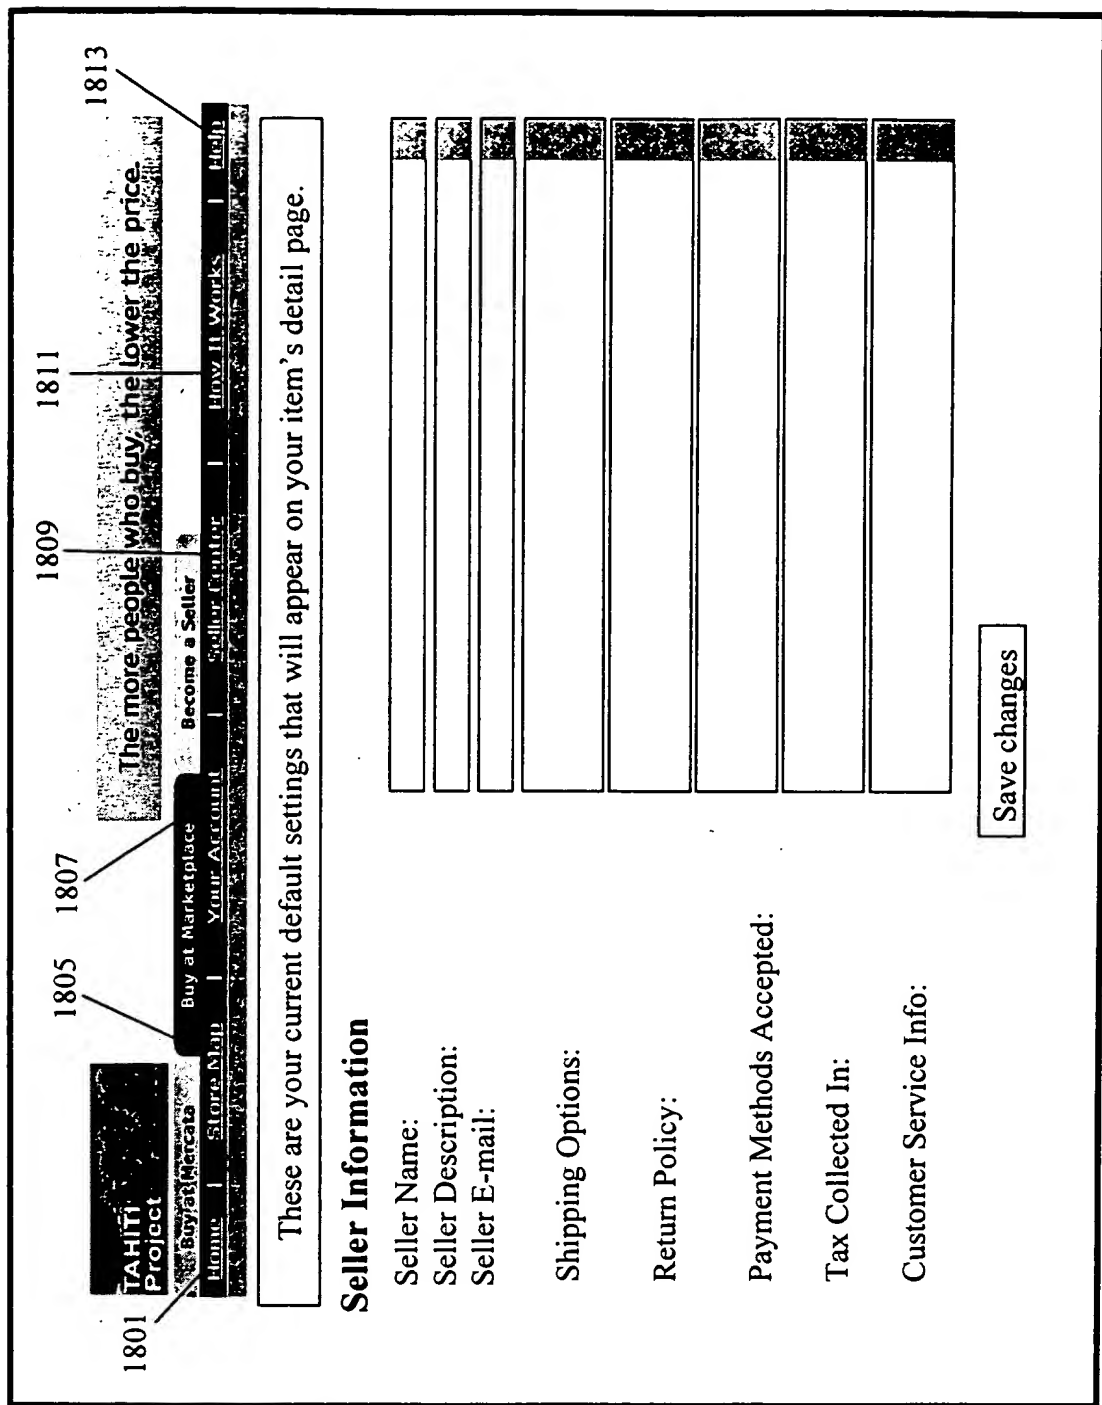 1801
1805
1807
1809
1811
1813
TAHITI
Project
The more people who buy, the lower the price.
Buy at Mercata
Buy at Marketplace
Become a Seller
Home | Store Map | Your Account | Seller Center | How It Works | Help
These are your current default settings that will appear on your item's detail page.
Seller Information
Seller Name:
Seller Description:
Seller E-mail:
Shipping Options:
Return Policy:
Payment Methods Accepted:
Tax Collected In:
Customer Service Info:
Save changes